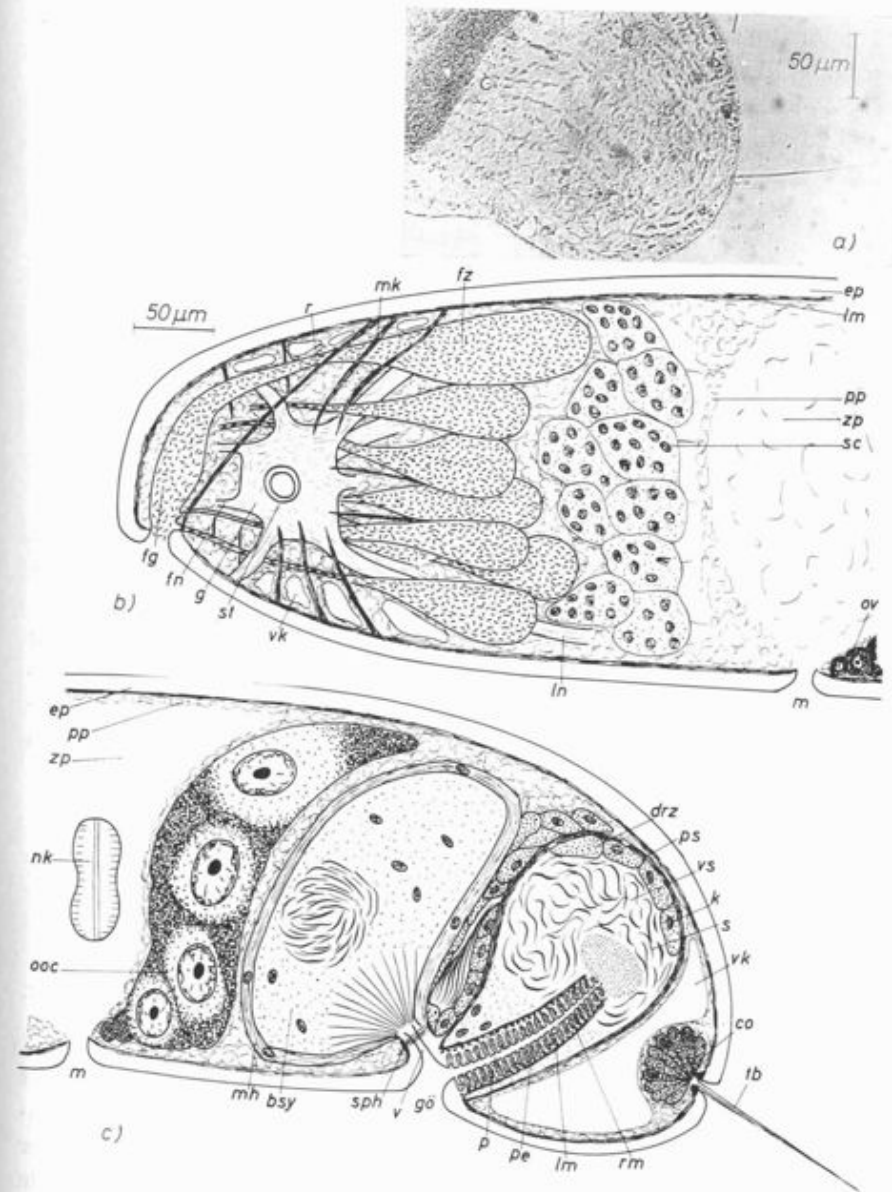 50 µm
a)
50 µm
r
mk
fz
ep
lm
pp
zp
sc
fg
fn
g
st
vk
ln
ov
m
b)
ep
pp
zp
nk
ooc
m
mh
bsy
sph
v
gö
p
pe
lm
rm
drz
ps
vs
k
s
vk
co
tb
c)